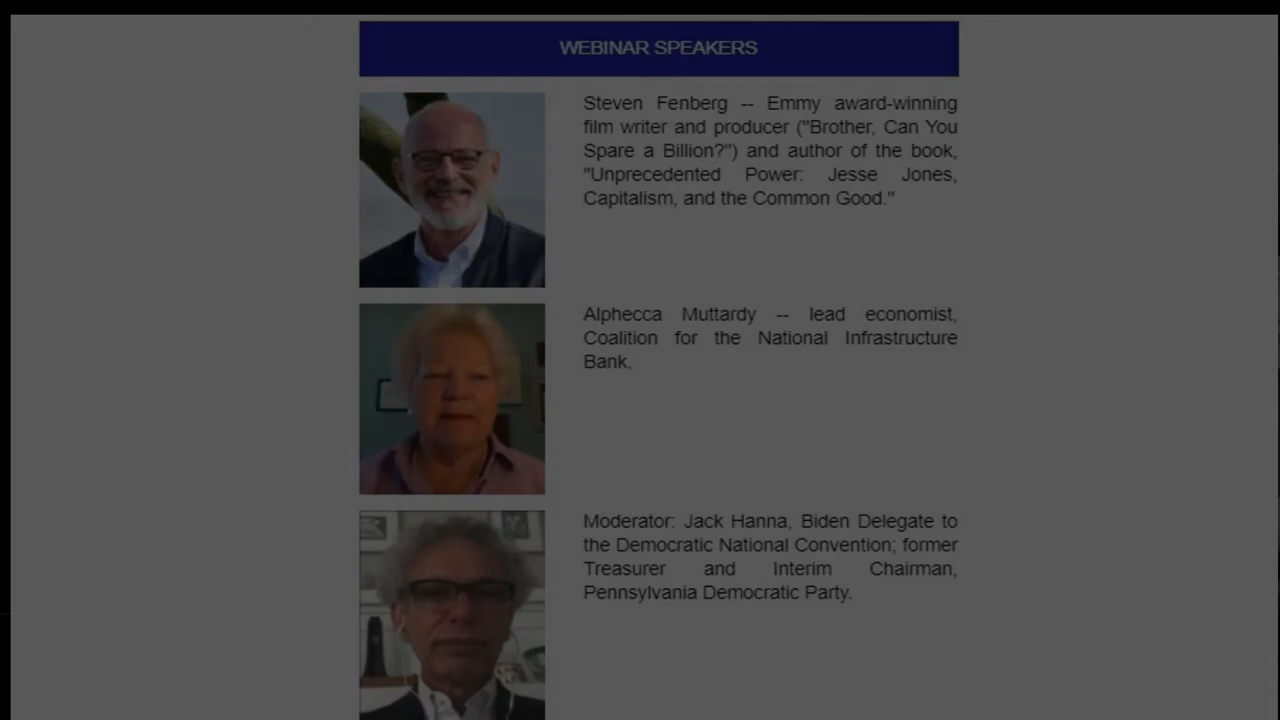 WEBINAR SPEAKERS
Steven Fenberg -- Emmy award-winning
film writer and producer ("Brother, Can You
Spare a Billion?") and author of the book,
"Unprecedented Power: Jesse Jones,
Capitalism, and the Common Good."
Alphecca Muttardy -- lead economist,
Coalition for the National Infrastructure
Bank,
Moderator: Jack Hanna, Biden Delegate to
the Democratic National Convention; former
Treasurer and Interim Chairman,
Pennsylvania Democratic Party.